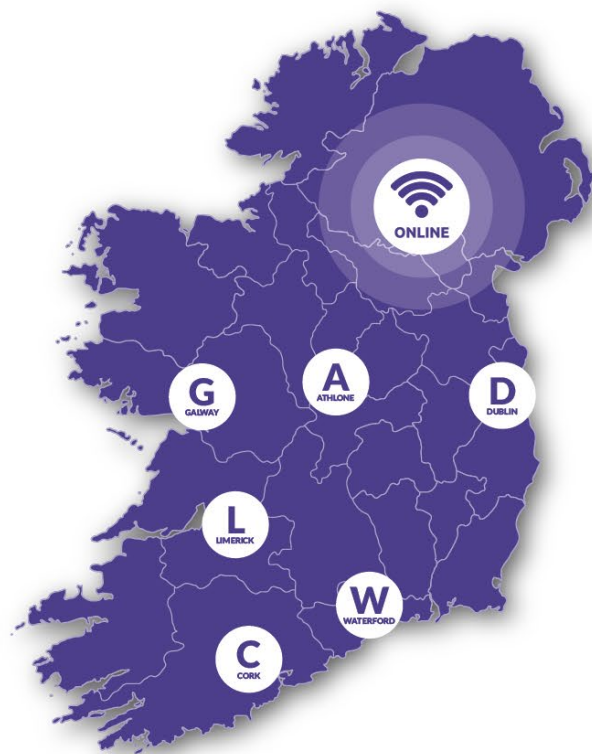 ONLINE
G
GALWAY
A
ATHLONE
D
DUBLIN
L
LIMERICK
W
WATERFORD
C
CORK